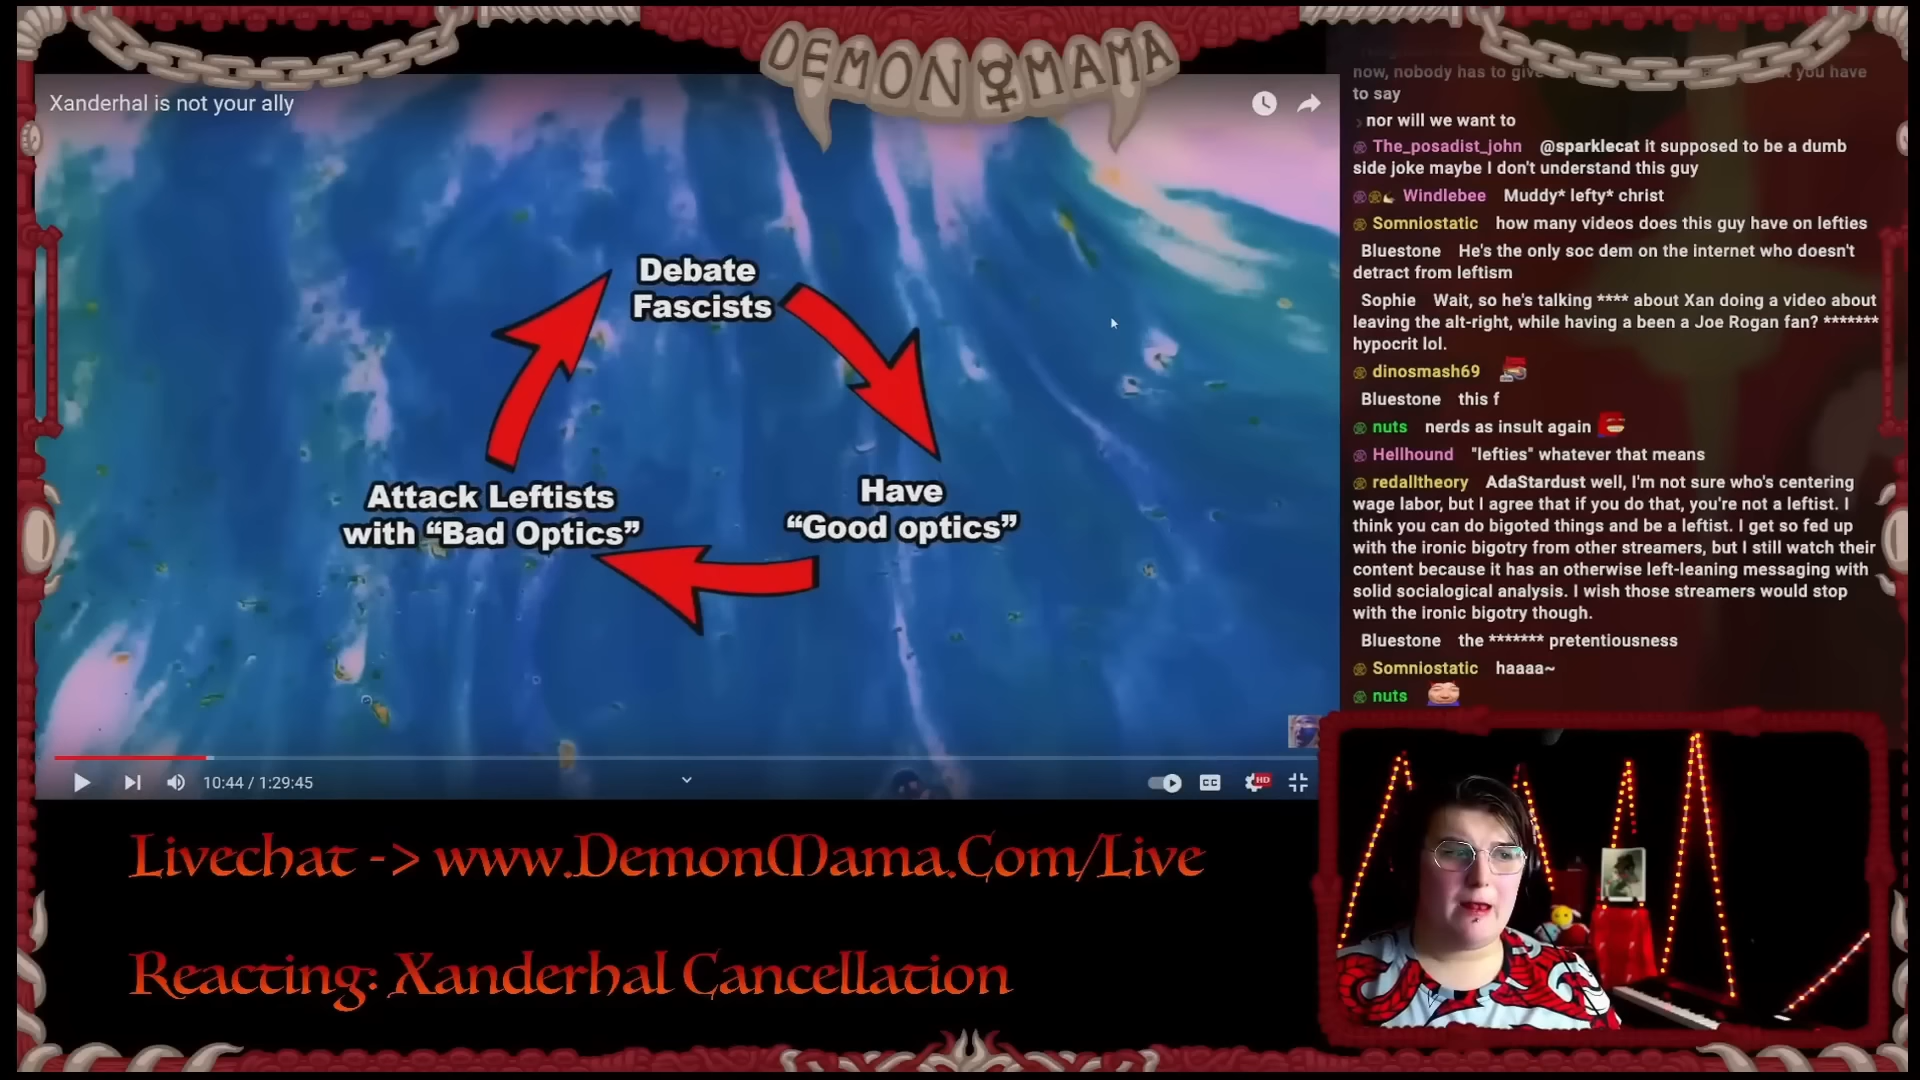 DEMON MAMA
Xanderhal is not your ally
Debate
Fascists
Have
“Good optics”
Attack Leftists
with “Bad Optics”
10:44 / 1:29:45
CC
HD
now, nobody has to give
you have
to say
nor will we want to
The_posadist_john @sparklecat it supposed to be a dumb
side joke maybe I don't understand this guy
Windlebee Muddy* lefty* christ
Somniostatic how many videos does this guy have on lefties
Bluestone He's the only soc dem on the internet who doesn't
detract from leftism
Sophie Wait, so he's talking **** about Xan doing a video about
leaving the alt-right, while having a been a Joe Rogan fan? *******
hypocrit lol.
dinosmash69
Bluestone this f
nuts nerds as insult again
Hellhound "lefties" whatever that means
redalltheory AdaStardust well, I'm not sure who's centering
wage labor, but I agree that if you do that, you're not a leftist. I
think you can do bigoted things and be a leftist. I get so fed up
with the ironic bigotry from other streamers, but I still watch their
content because it has an otherwise left-leaning messaging with
solid socialogical analysis. I wish those streamers would stop
with the ironic bigotry though.
Bluestone the ******* pretentiousness
Somniostatic haaaa~
nuts
Livechat -> www.DemonMama.Com/Live
Reacting: Xanderhal Cancellation